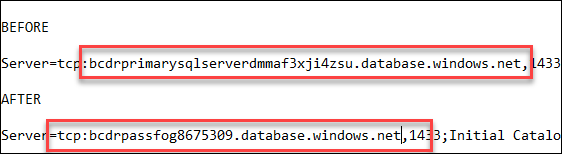 BEFORE
Server=tcp:bcdrprimarysqlserverdmmaf3xji4zsu.database.windows.net,1433
AFTER
Server=tcp:bcdrpassfog8675309.database.windows.net,1433;Initial Catalo